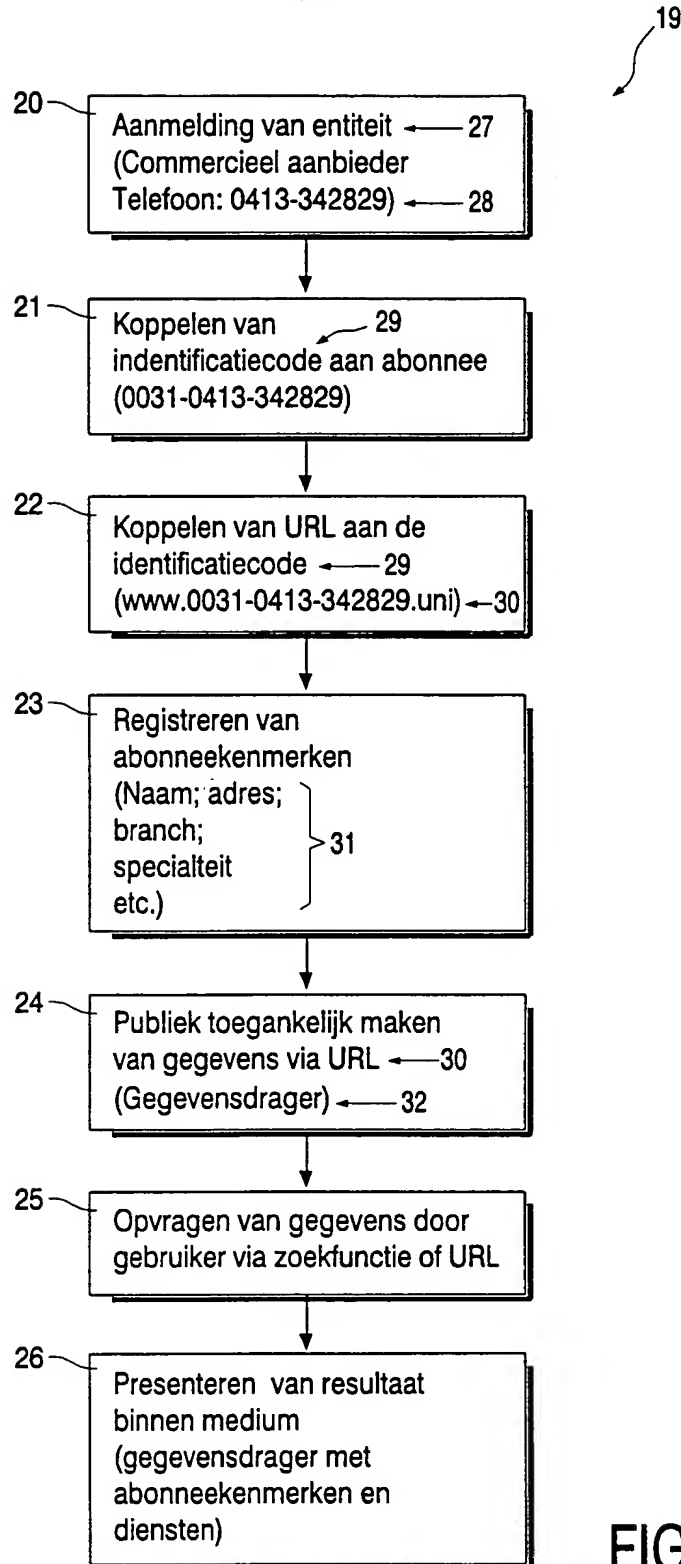 19
20 Aanmelding van entiteit 27
(Commercieel aanbieder
Telefoon: 0413-342829) 28
21 Koppelen van 29
indentificatiecode aan abonnee
(0031-0413-342829)
22 Koppelen van URL aan de
identificatiecode 29
(www.0031-0413-342829.uni) 30
23 Registreren van
abonneekenmerken
(Naam; adres;
branch; 31
specialteit
etc.)
24 Publiek toegankelijk maken
van gegevens via URL 30
(Gegevensdrager) 32
25 Opvragen van gegevens door
gebruiker via zoekfunctie of URL
26 Presenteren van resultaat
binnen medium
(gegevensdrager met
abonneekenmerken en
diensten)
FIG